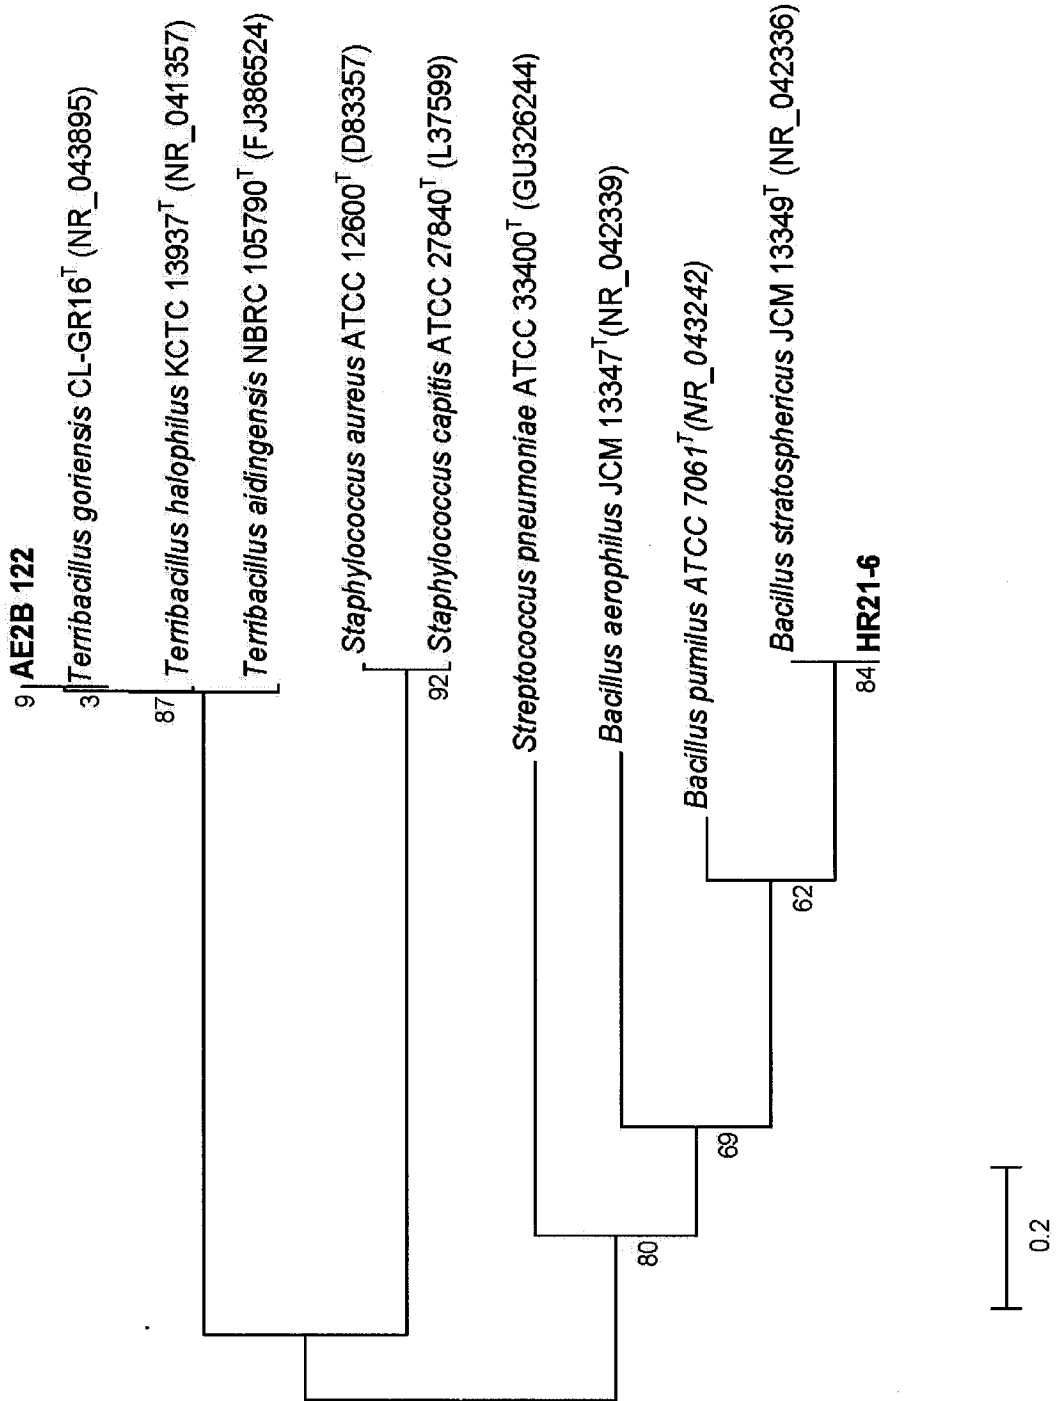 AE2B 122
Terribacillus goriensis CL-GR16ᵀ (NR_043895)
Terribacillus halophilus KCTC 13937ᵀ (NR_041357)
Terribacillus aidingensis NBRC 105790ᵀ (FJ386524)
Staphylococcus aureus ATCC 12600ᵀ (D83357)
Staphylococcus capitis ATCC 27840ᵀ (L37599)
Streptococcus pneumoniae ATCC 33400ᵀ (GU326244)
Bacillus aerophilus JCM 13347ᵀ(NR_042339)
Bacillus pumilus ATCC 7061ᵀ(NR_043242)
Bacillus stratosphericus JCM 13349ᵀ (NR_042336)
HR21-6
9
3
87
92
80
69
62
84
0.2